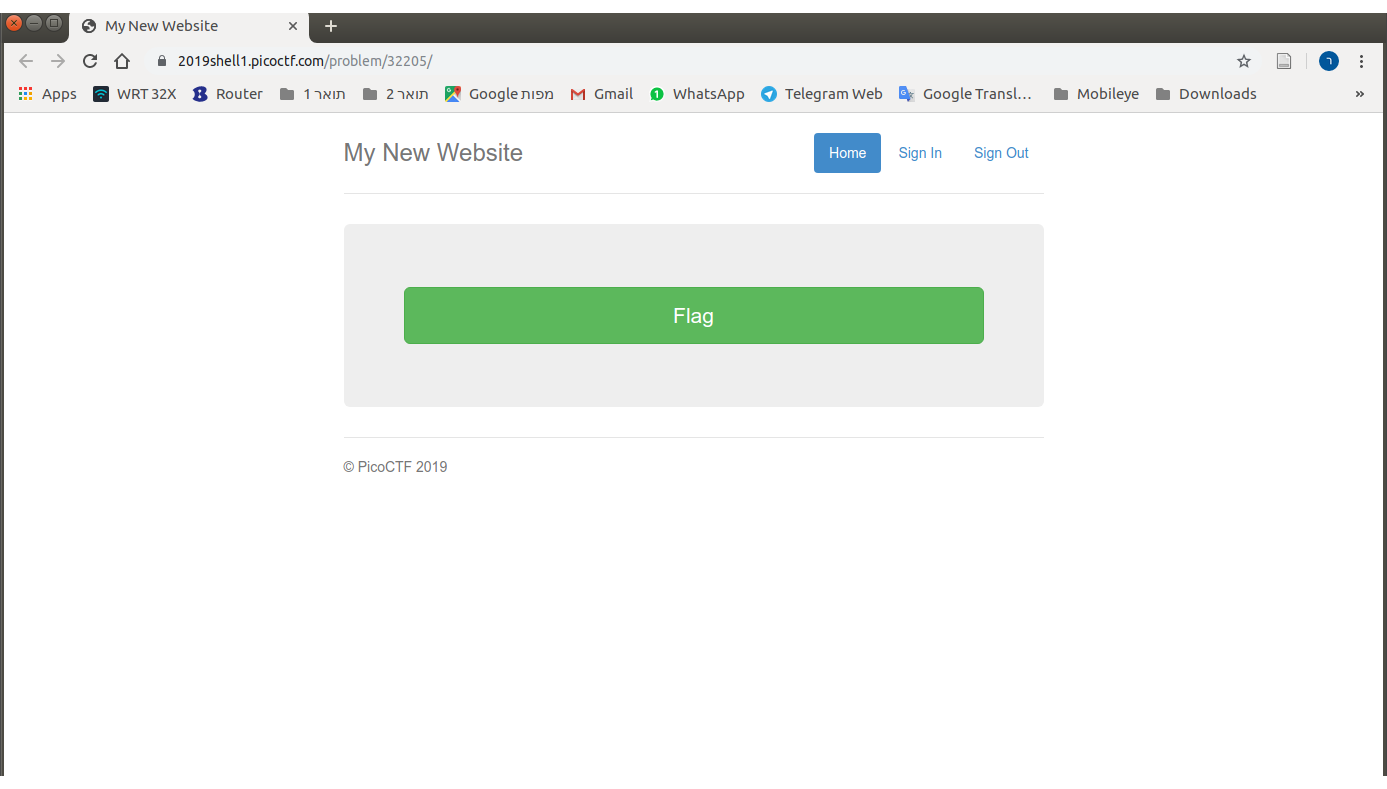 My New Website
2019shell1.picoctf.com/problem/32205/
Apps WRT 32X Router תואר 1 תואר 2 Google מפות Gmail WhatsApp Telegram Web Google Transl... Mobileye Downloads »
My New Website Home Sign In Sign Out
Flag
© PicoCTF 2019